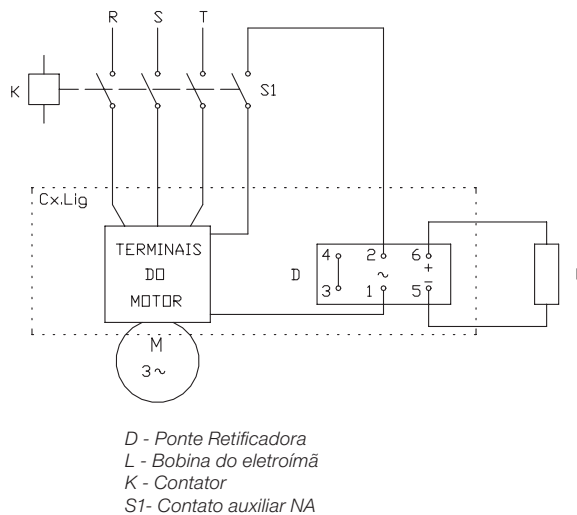 R S T
K
S1
Cx.Lig
TERMINAIS
DO
MOTOR
D
4 2 6
~ +
3 1 5
-
M
3~
D - Ponte Retificadora
L - Bobina do eletroímã
K - Contator
S1- Contato auxiliar NA